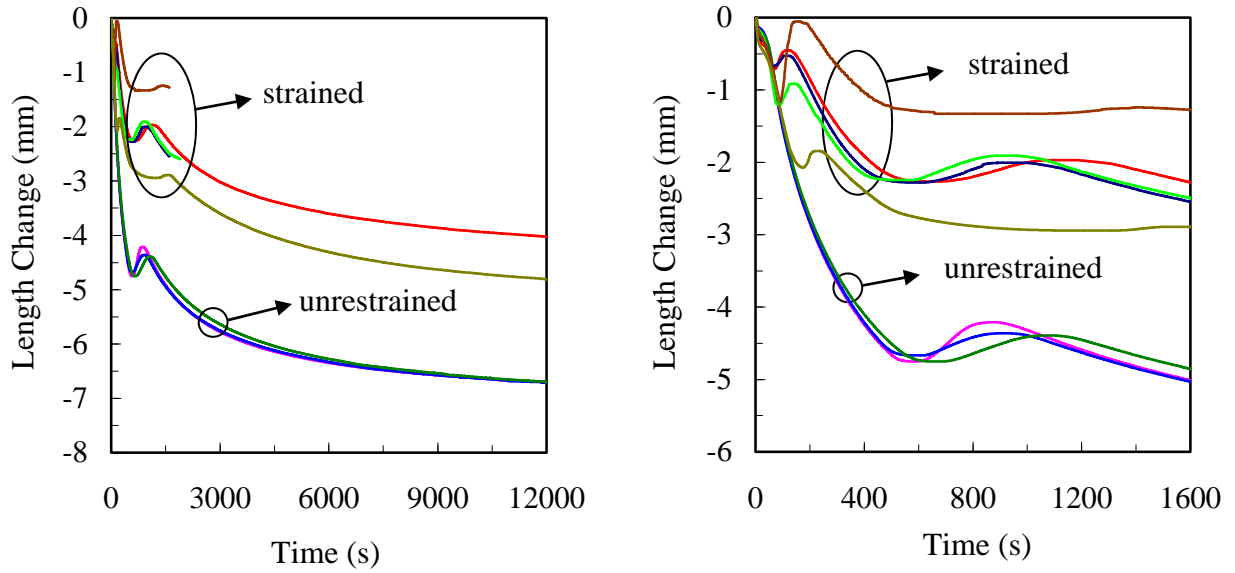 0
-1
-2
-3
-4
-5
-6
-7
-8
Length Change (mm)
strained
unrestrained
0 3000 6000 9000 12000
Time (s)
0
-1
-2
-3
-4
-5
-6
Length Change (mm)
strained
unrestrained
0 400 800 1200 1600
Time (s)